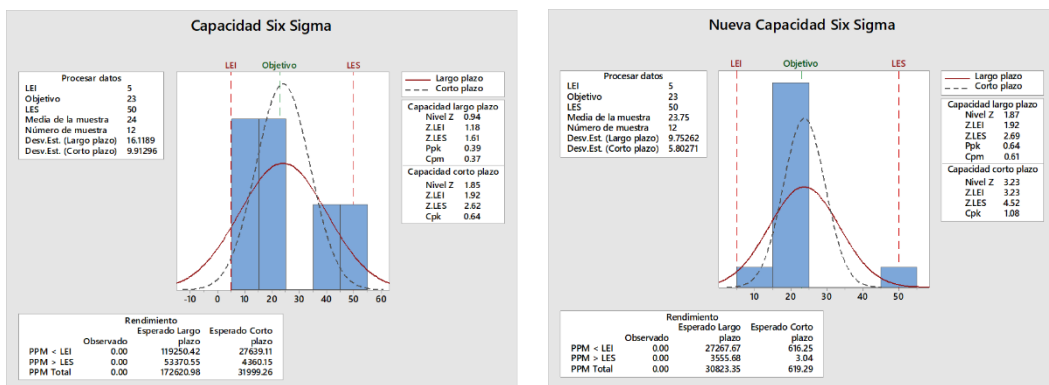 Capacidad Six Sigma
LEI Objetivo LES
Procesar datos
LEI 5
Objetivo 23
LES 50
Media de la muestra 24
Número de muestra 12
Desv.Est. (Largo plazo) 16.1189
Desv.Est. (Corto plazo) 9.91296
Largo plazo
Corto plazo
Capacidad largo plazo
Nivel Z 0.94
Z.LEI 1.18
Z.LES 1.61
Ppk 0.39
Cpm 0.37
Capacidad corto plazo
Nivel Z 1.85
Z.LEI 1.92
Z.LES 2.62
Cpk 0.64
-10 0 10 20 30 40 50 60
Rendimiento
Esperado Largo Esperado Corto
Observado plazo plazo
PPM < LEI 0.00 119250.42 27639.11
PPM > LES 0.00 53370.55 4360.15
PPM Total 0.00 172620.98 31999.26
Nueva Capacidad Six Sigma
LEI Objetivo LES
Procesar datos
LEI 5
Objetivo 23
LES 50
Media de la muestra 23.75
Número de muestra 12
Desv.Est. (Largo plazo) 9.75262
Desv.Est. (Corto plazo) 5.80271
Largo plazo
Corto plazo
Capacidad largo plazo
Nivel Z 1.87
Z.LEI 1.92
Z.LES 2.69
Ppk 0.64
Cpm 0.61
Capacidad corto plazo
Nivel Z 3.23
Z.LEI 3.23
Z.LES 4.52
Cpk 1.08
10 20 30 40 50
Rendimiento
Esperado Largo Esperado Corto
Observado plazo plazo
PPM < LEI 0.00 27267.67 616.25
PPM > LES 0.00 3555.68 3.04
PPM Total 0.00 30823.35 619.29